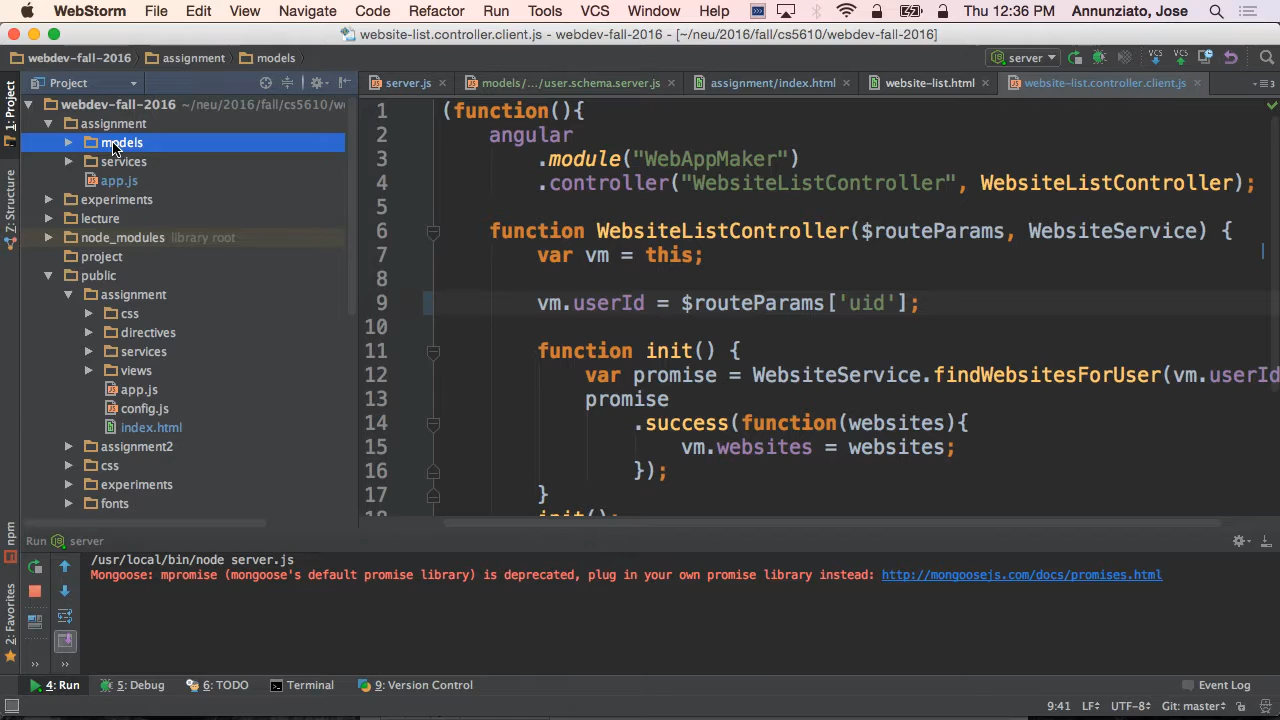 WebStorm File Edit View Navigate Code Refactor Run Tools VCS Window Help Thu 12:36 PM Annunziato, Jose
website-list.controller.client.js - webdev-fall-2016 - [~/neu/2016/fall/cs5610/webdev-fall-2016]
webdev-fall-2016 assignment models server
Project server.js models/.../user.schema.server.js assignment/index.html website-list.html website-list.controller.client.js
1: Project
Z: Structure
npm
2: Favorites
webdev-fall-2016 ~/neu/2016/fall/cs5610/we
assignment
models
services
app.js
experiments
lecture
node_modules library root
project
public
assignment
css
directives
services
views
app.js
config.js
index.html
assignment2
css
experiments
fonts
1 (function(){
2 angular
3 .module("WebAppMaker")
4 .controller("WebsiteListController", WebsiteListController);
5
6 function WebsiteListController($routeParams, WebsiteService) {
7 var vm = this;
8
9 vm.userId = $routeParams['uid'];
10
11 function init() {
12 var promise = WebsiteService.findWebsitesForUser(vm.userId
13 promise
14 .success(function(websites){
15 vm.websites = websites;
16 });
17 }
18 init();
Run server
/usr/local/bin/node server.js
Mongoose: mpromise (mongoose's default promise library) is deprecated, plug in your own promise library instead: http://mongoosejs.com/docs/promises.html
4: Run 5: Debug 6: TODO Terminal 9: Version Control Event Log
9:41 LF UTF-8 Git: master